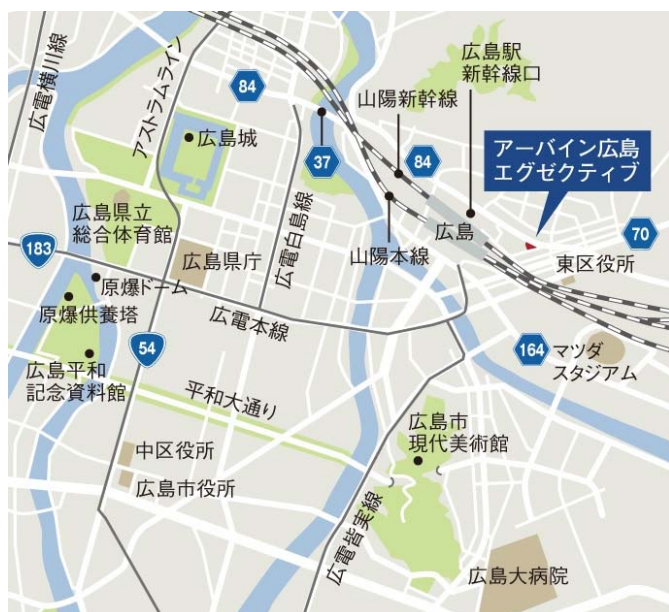 広電横川線
アストラムライン
84
広島城
37
山陽新幹線
広島駅
新幹線口
84
アーバイン広島
エグゼクティブ
広島県立
総合体育館
広電白島線
広島
70
183
広島県庁
山陽本線
東区役所
原爆ドーム
原爆供養塔
広電本線
54
164
マツダ
スタジアム
広島平和
記念資料館
平和大通り
広島市
現代美術館
中区役所
広島市役所
広電皆実線
広島大病院